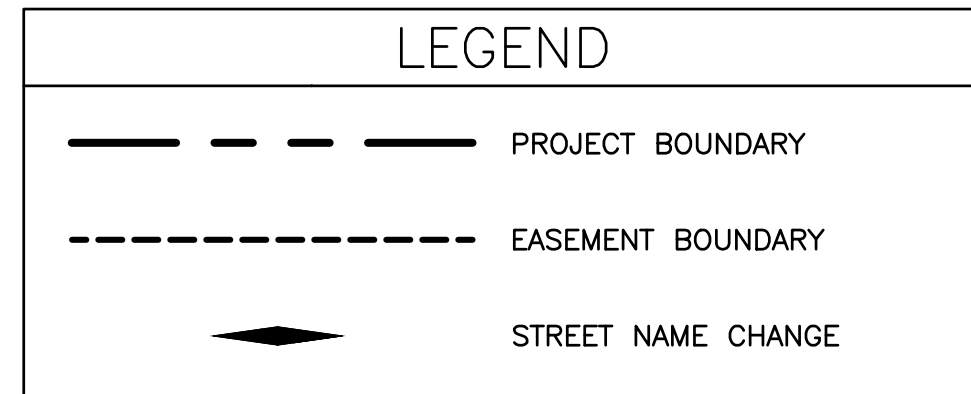 LEGEND
PROJECT BOUNDARY
EASEMENT BOUNDARY
STREET NAME CHANGE